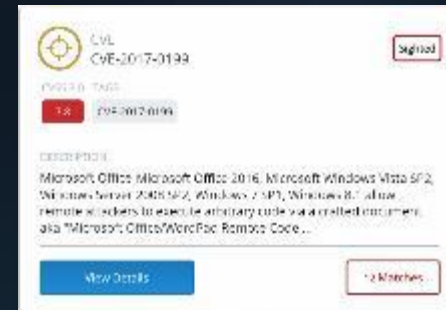 CVE
CVE-2017-0199
Sighted
TAGS
7.8 CVE-2017-0199
DESCRIPTION
Microsoft Office Microsoft Office 2016, Microsoft Windows Vista SP2,
Windows Server 2008 SP2, Windows 7 SP1, Windows 8.1 allow
remote attackers to execute arbitrary code via a crafted document,
aka "Microsoft Office/WordPad Remote Code ...
View Details
12 Matches